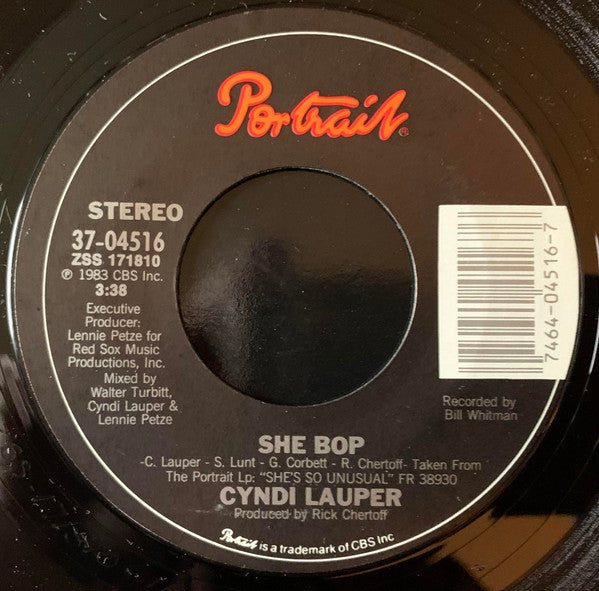 Portrait®
STEREO
37-04516
ZSS 171810
℗ 1983 CBS Inc.
3:38
Executive
Producer:
Lennie Petze for
Red Sox Music
Productions, Inc.
Mixed by
Walter Turbitt,
Cyndi Lauper &
Lennie Petze
7464-04516-7
Recorded by
Bill Whitman
SHE BOP
-C. Lauper - S. Lunt - G. Corbett - R. Chertoff- Taken From
The Portrait Lp: "SHE'S SO UNUSUAL" FR 38930
CYNDI LAUPER
Produced by Rick Chertoff
Portrait is a trademark of CBS Inc